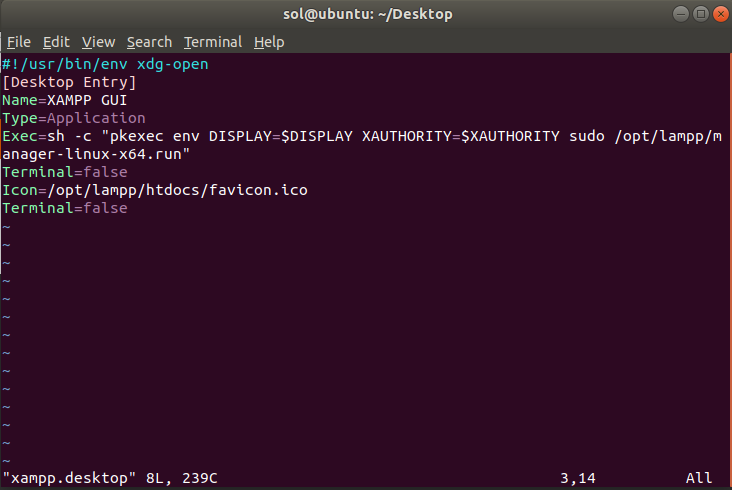 sol@ubuntu: ~/Desktop
File Edit View Search Terminal Help
#!/usr/bin/env xdg-open
[Desktop Entry]
Name=XAMPP GUI
Type=Application
Exec=sh -c "pkexec env DISPLAY=$DISPLAY XAUTHORITY=$XAUTHORITY sudo /opt/lampp/m
anager-linux-x64.run"
Terminal=false
Icon=/opt/lampp/htdocs/favicon.ico
Terminal=false
~
~
~
~
~
~
~
~
~
~
~
~
~
~
"xampp.desktop" 8L, 239C 3,14 All